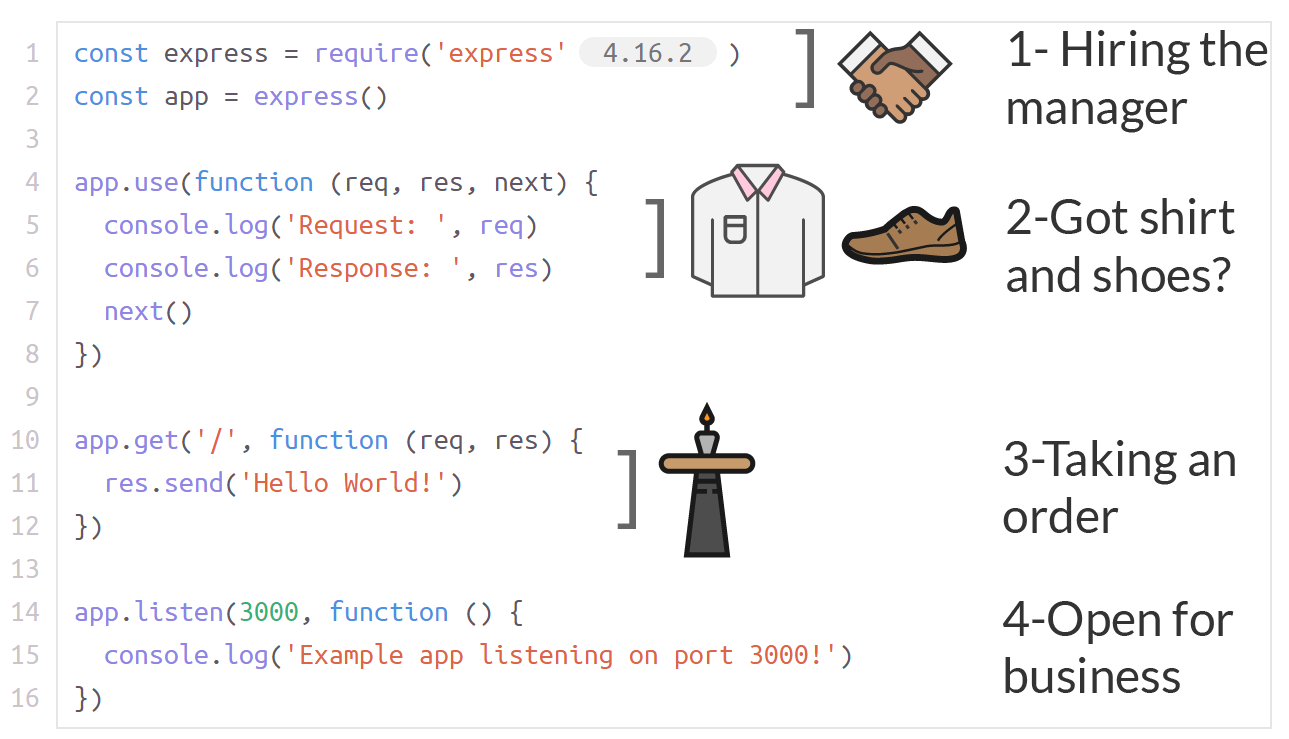 1 const express = require('express' 4.16.2 )
2 const app = express()
3
4 app.use(function (req, res, next) {
5   console.log('Request: ', req)
6   console.log('Response: ', res)
7   next()
8 })
9
10 app.get('/', function (req, res) {
11   res.send('Hello World!')
12 })
13
14 app.listen(3000, function () {
15   console.log('Example app listening on port 3000!')
16 })
1- Hiring the
manager
2-Got shirt
and shoes?
3-Taking an
order
4-Open for
business